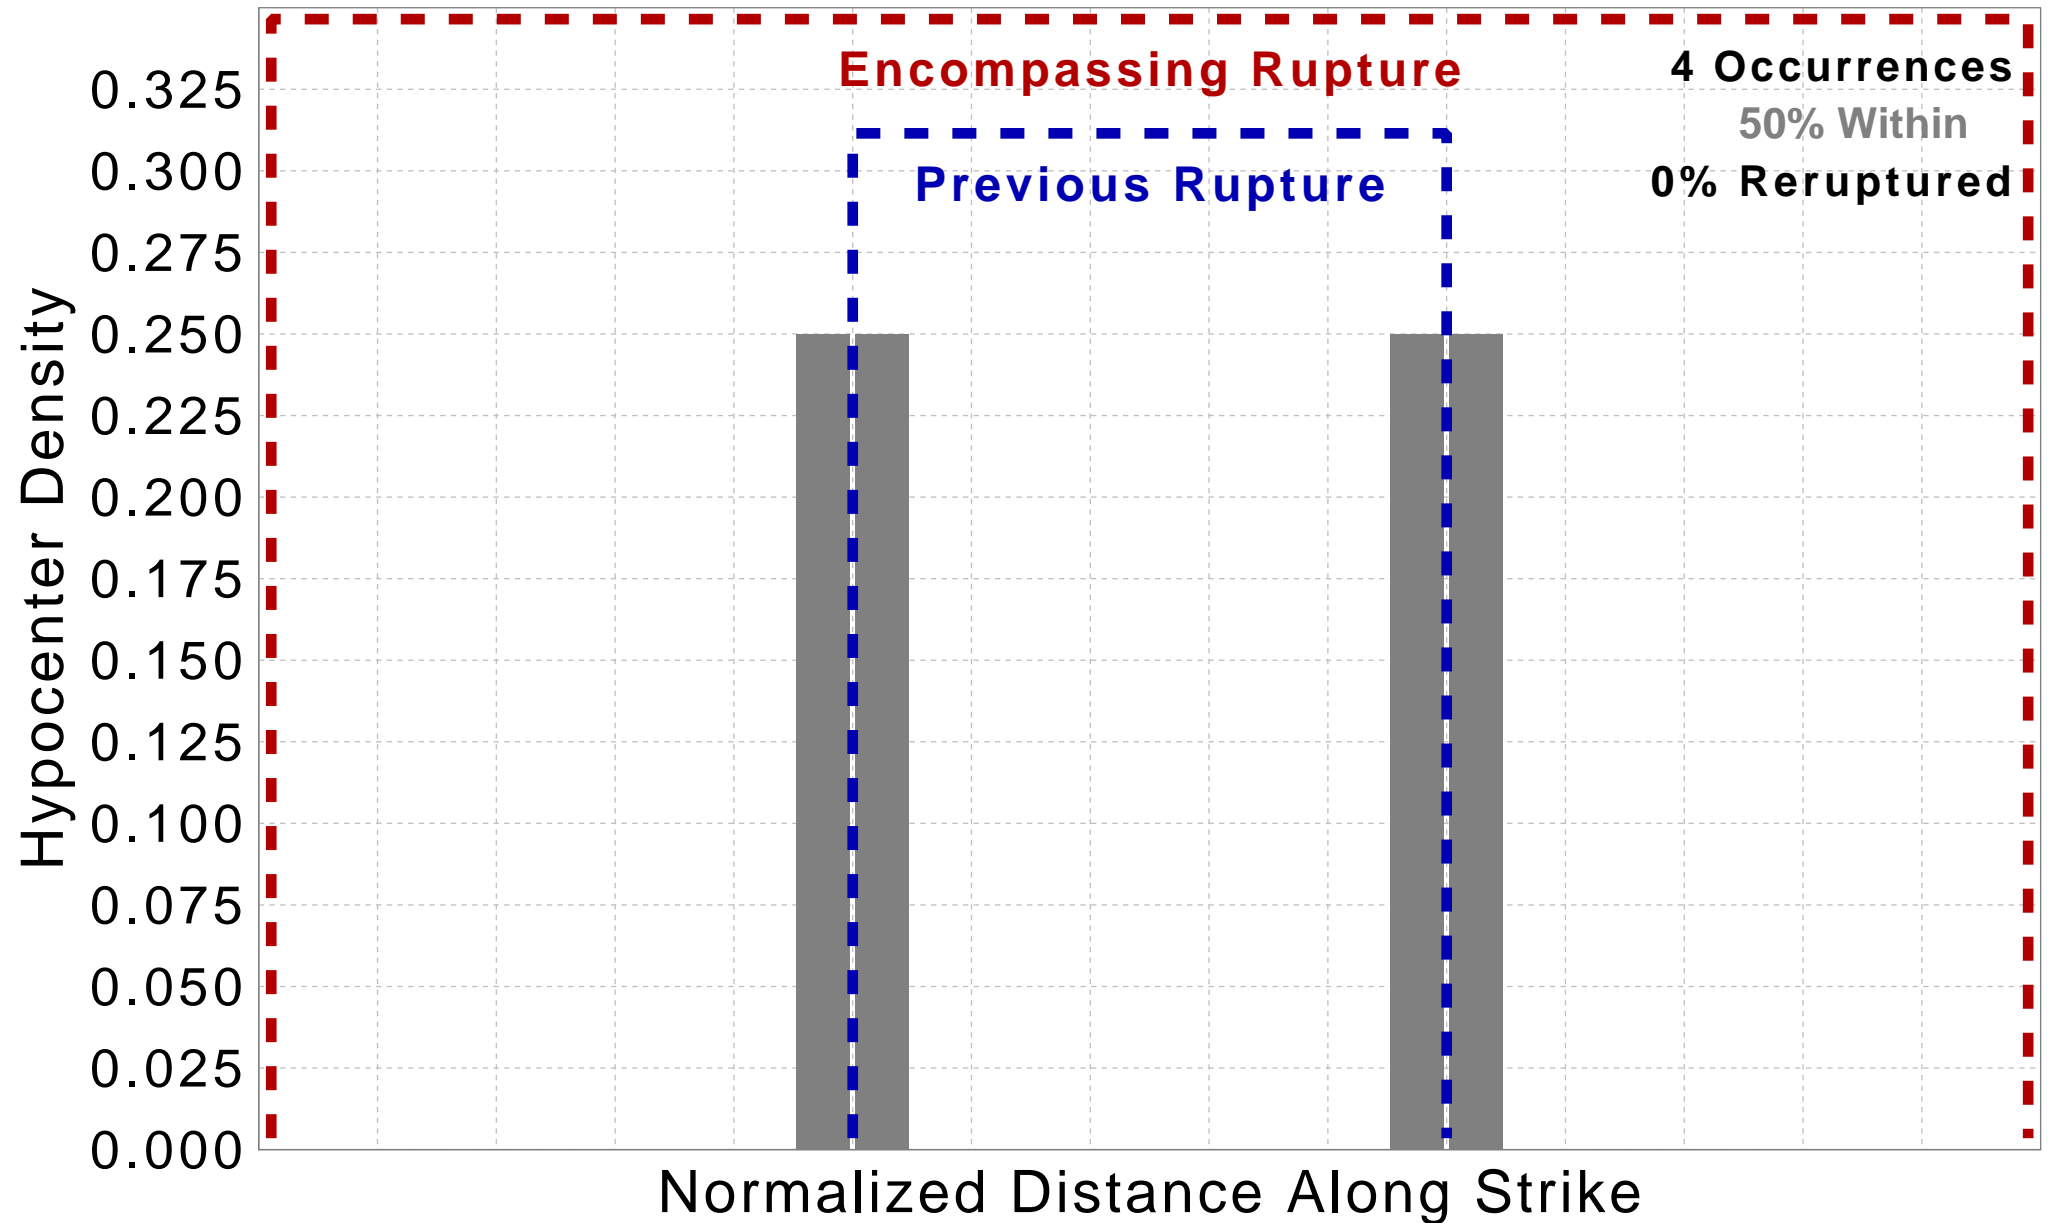 Encompassing Rupture
4 Occurrences
50% Within
Previous Rupture
0% Reruptured
Hypocenter Density
0.325
0.300
0.275
0.250
0.225
0.200
0.175
0.150
0.125
0.100
0.075
0.050
0.025
0.000
Normalized Distance Along Strike